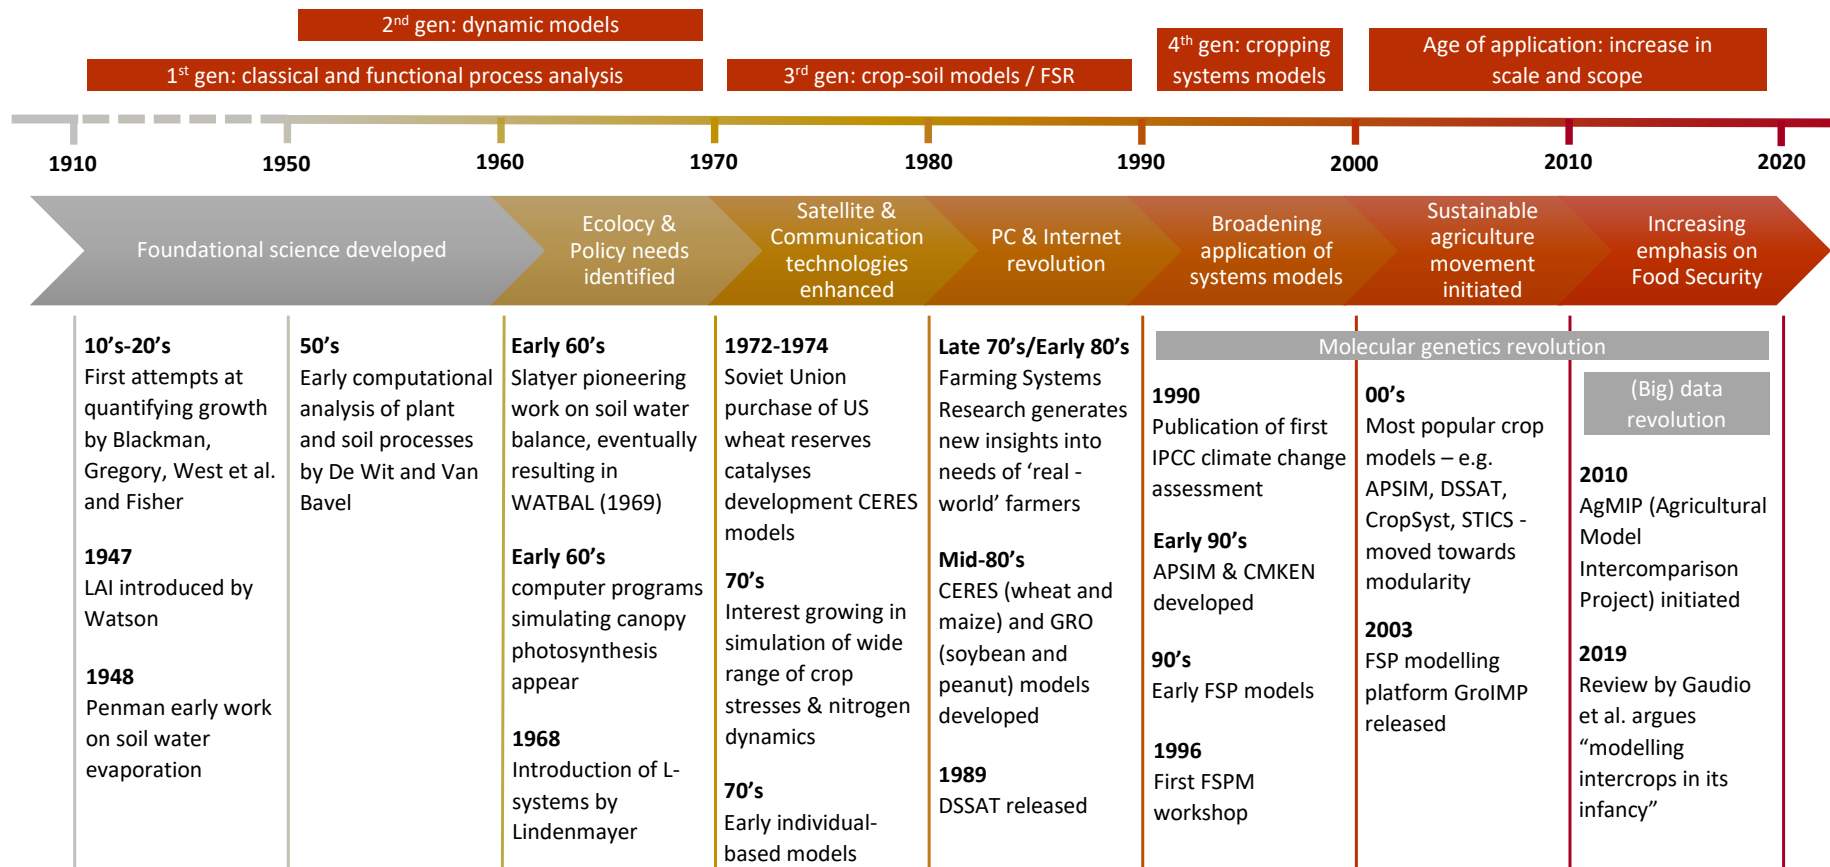 2nd gen: dynamic models
1st gen: classical and functional process analysis
3rd gen: crop-soil models / FSR
4th gen: cropping
systems models
Age of application: increase in
scale and scope
1910
1950
1960
1970
1980
1990
2000
2010
2020
Foundational science developed
Ecolocy &
Policy needs
identified
Satellite &
Communication
technologies
enhanced
PC & Internet
revolution
Broadening
application of
systems models
Sustainable
agriculture
movement
initiated
Increasing
emphasis on
Food Security
10's-20's
First attempts at
quantifying growth
by Blackman,
Gregory, West et al.
and Fisher
1947
LAI introduced by
Watson
1948
Penman early work
on soil water
evaporation
50's
Early computational
analysis of plant
and soil processes
by De Wit and Van
Bavel
Early 60's
Slatyer pioneering
work on soil water
balance, eventually
resulting in
WATBAL (1969)
Early 60's
computer programs
simulating canopy
photosynthesis
appear
1968
Introduction of L-
systems by
Lindenmayer
1972-1974
Soviet Union
purchase of US
wheat reserves
catalyses
development CERES
models
70's
Interest growing in
simulation of wide
range of crop
stresses & nitrogen
dynamics
70's
Early individual-
based models
Late 70's/Early 80's
Farming Systems
Research generates
new insights into
needs of 'real -
world' farmers
Mid-80's
CERES (wheat and
maize) and GRO
(soybean and
peanut) models
developed
1989
DSSAT released
Molecular genetics revolution
1990
Publication of first
IPCC climate change
assessment
Early 90's
APSIM & CMKEN
developed
90's
Early FSP models
1996
First FSPM
workshop
00's
Most popular crop
models – e.g.
APSIM, DSSAT,
CropSyst, STICS -
moved towards
modularity
2003
FSP modelling
platform GroIMP
released
(Big) data
revolution
2010
AgMIP (Agricultural
Model
Intercomparison
Project) initiated
2019
Review by Gaudio
et al. argues
“modelling
intercrops in its
infancy”